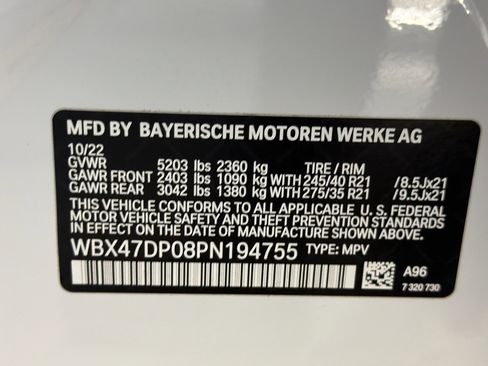 MFD BY BAYERISCHE MOTOREN WERKE AG
10/22
GVWR 5203 lbs 2360 kg TIRE / RIM
GAWR FRONT 2403 lbs 1090 kg 245/40 R21 /8.5Jx21
GAWR REAR 3042 lbs 1380 kg 275/35 R21 /9.5Jx21
THIS VEHICLE CONFORMS TO ALL APPLICABLE U. S. FEDERAL
MOTOR VEHICLE SAFETY AND THEFT PREVENTION STANDARDS
IN EFFECT ON THE DATE OF MANUFACTURE SHOWN ABOVE.
WBX47DP08PN194755 TYPE: MPV
A96
7 320 730